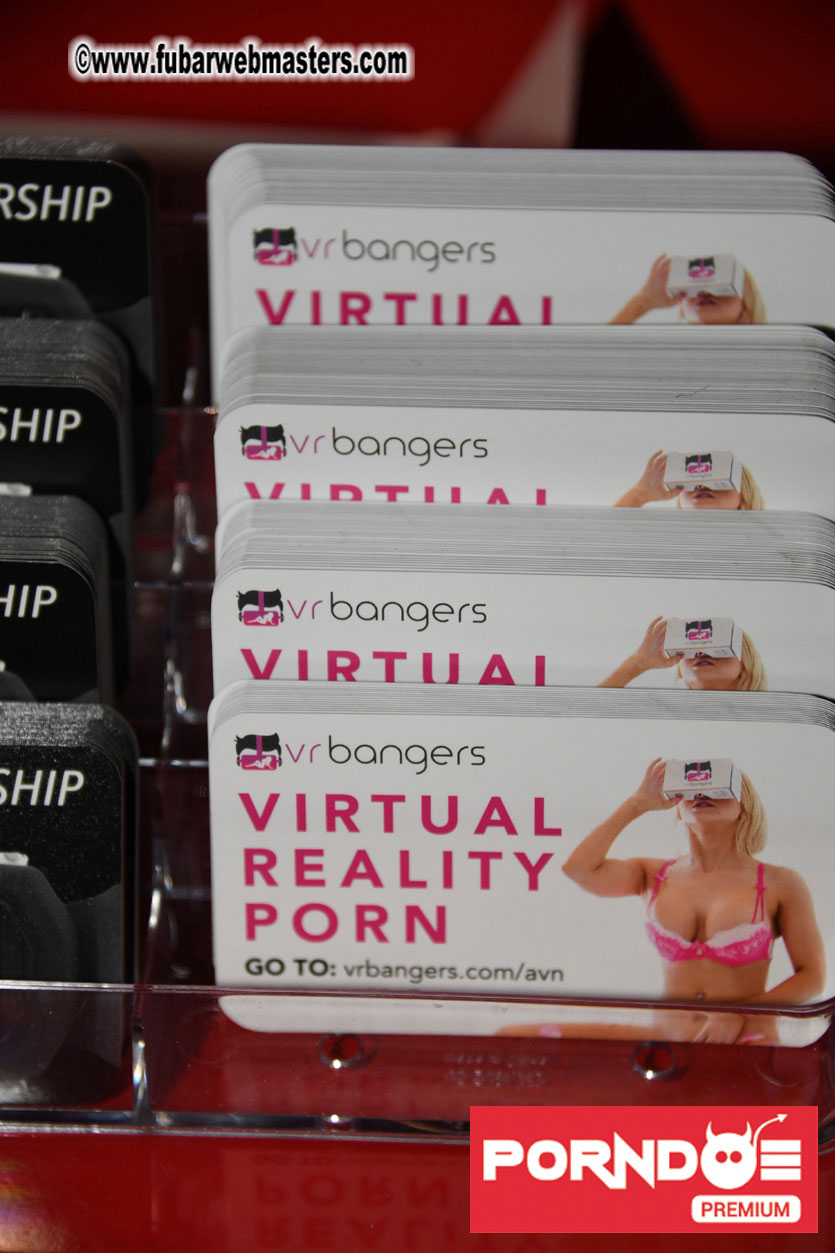 ©www.fubarwebmasters.com
RSHIP
vrbangers
VIRTUAL
SHIP
vrbangers
VIRTUAL
HIP
vrbangers
VIRTUAL
SHIP
vrbangers
VIRTUAL
REALITY
PORN
GO TO: vrbangers.com/avn
PORNDOE
PREMIUM